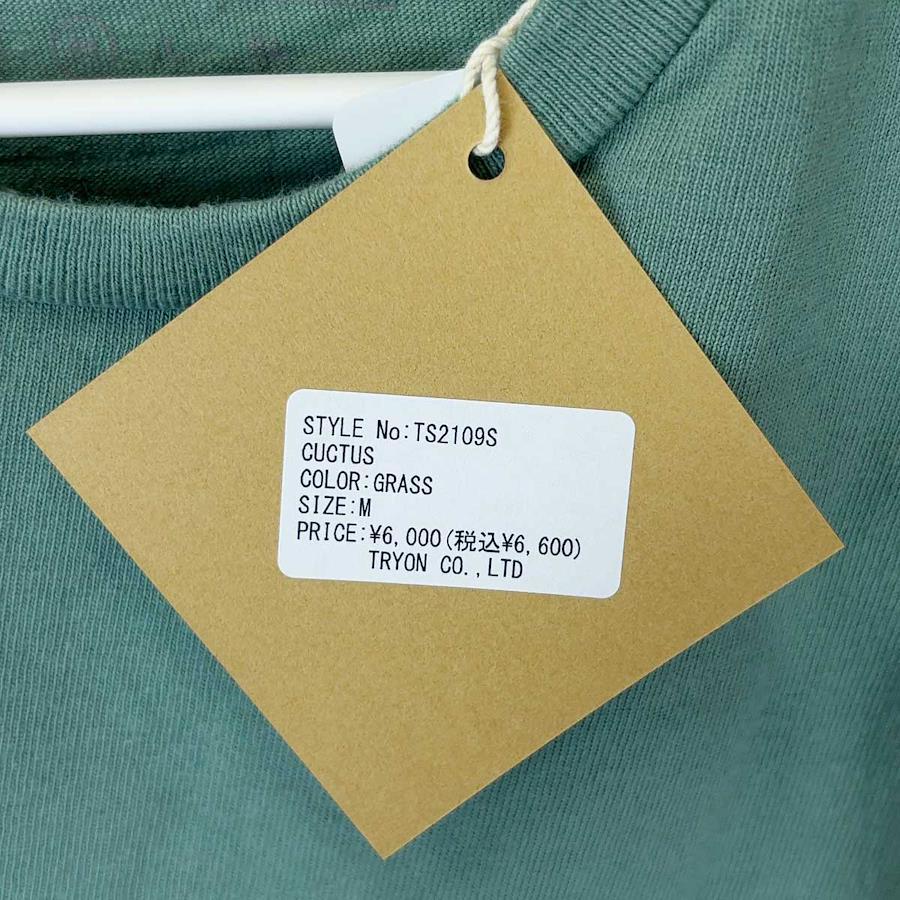 STYLE No:TS2109S
CUCTUS
COLOR:GRASS
SIZE:M
PRICE:¥6,000(税込¥6,600)
TRYON CO.,LTD